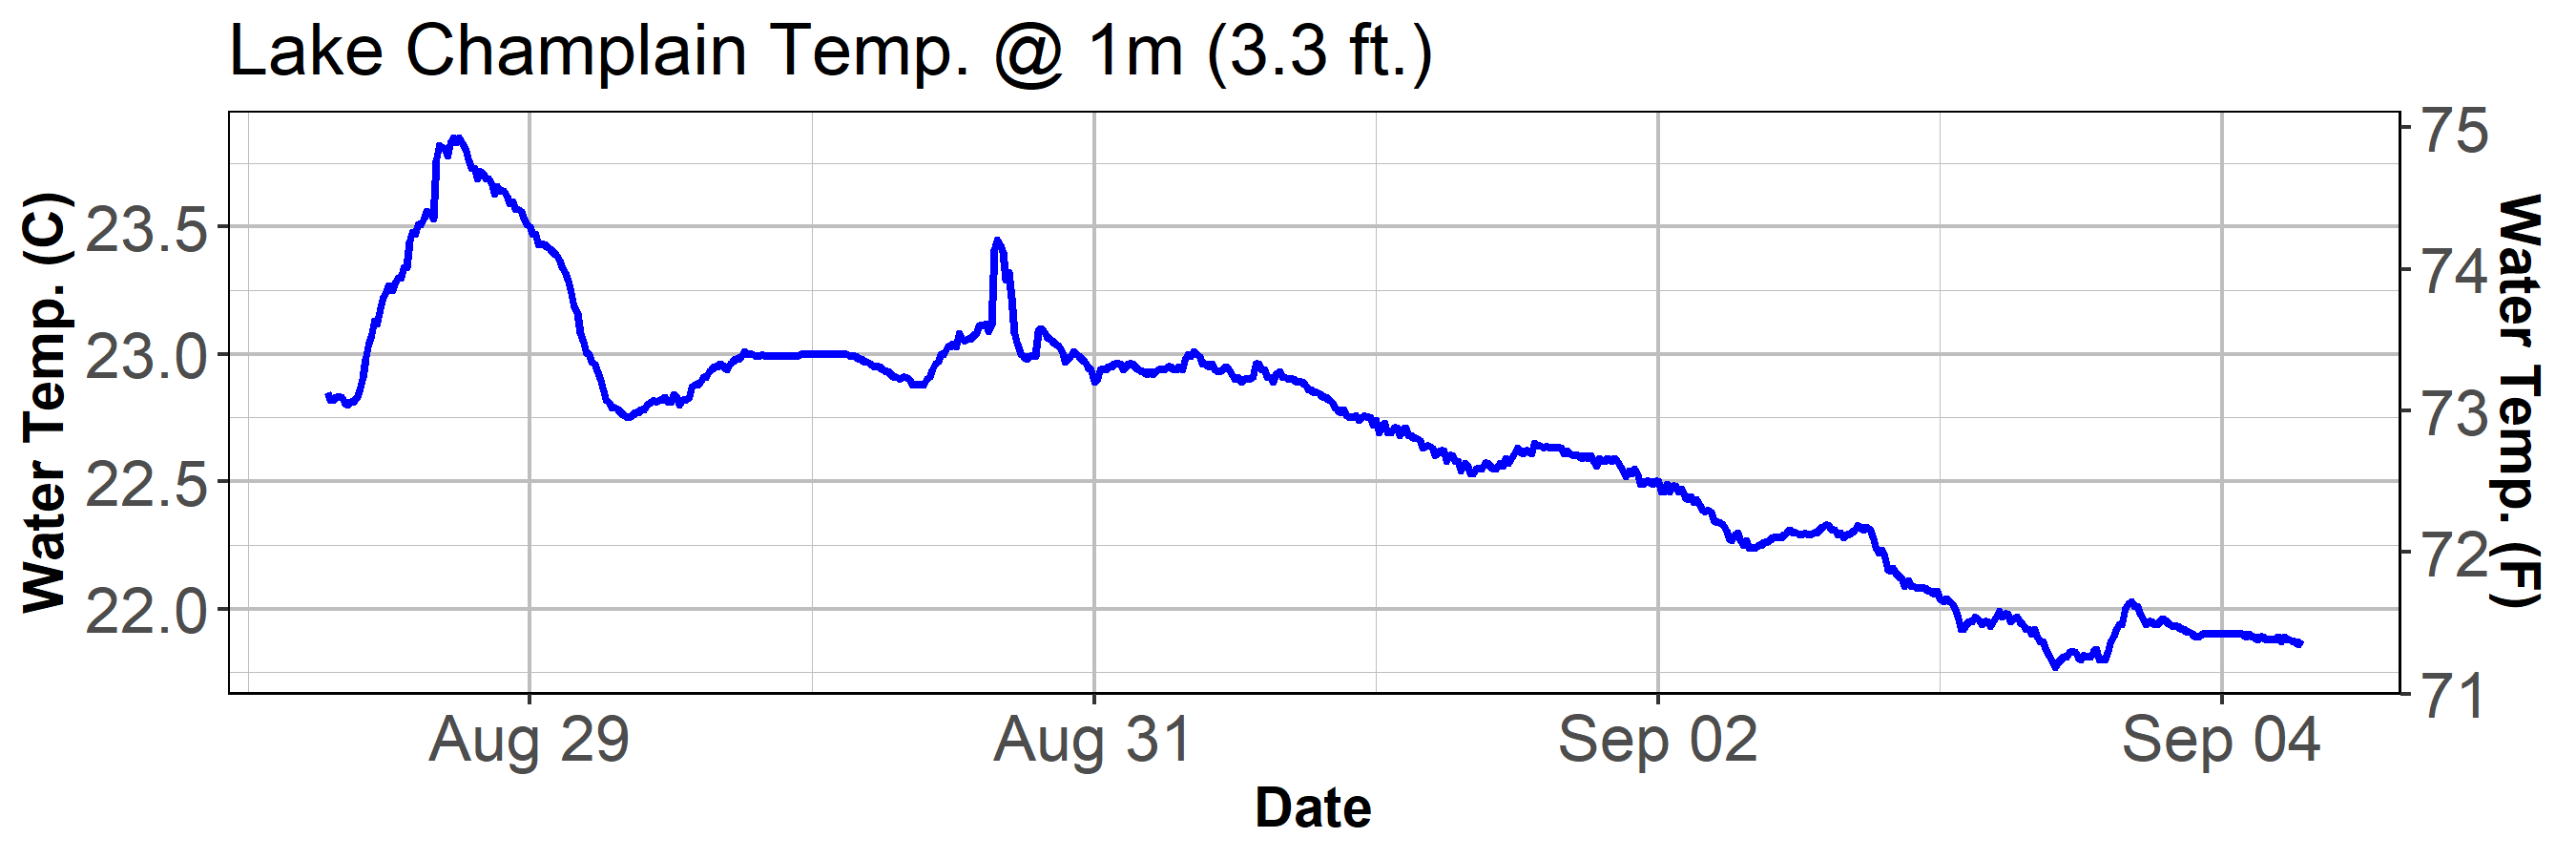 Lake Champlain Temp. @ 1m (3.3 ft.)
Water Temp. (C)
23.5
23.0
22.5
22.0
75
74
73
72
71
Water Temp. (F)
Aug 29
Aug 31
Sep 02
Sep 04
Date